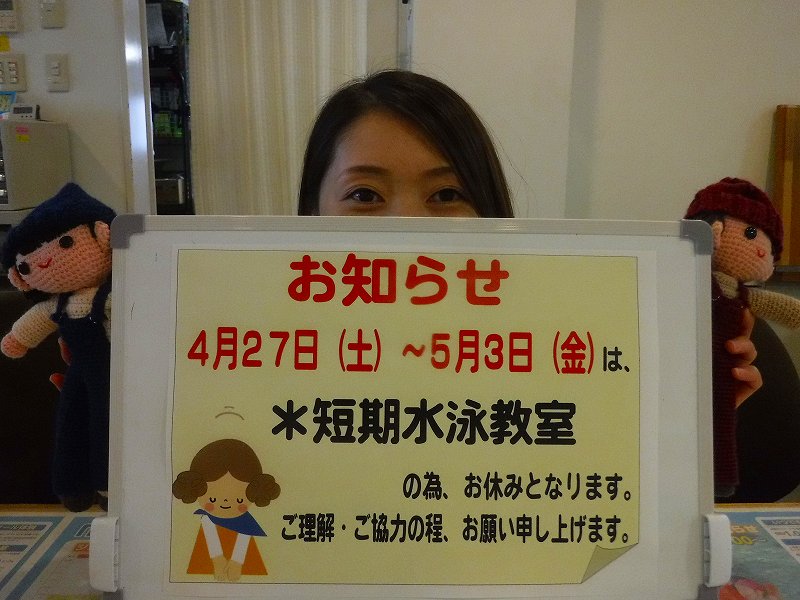 お知らせ
4月27日(土)~5月3日(金)は、
*短期水泳教室
の為、お休みとなります。
ご理解・ご協力の程、お願い申し上げます。